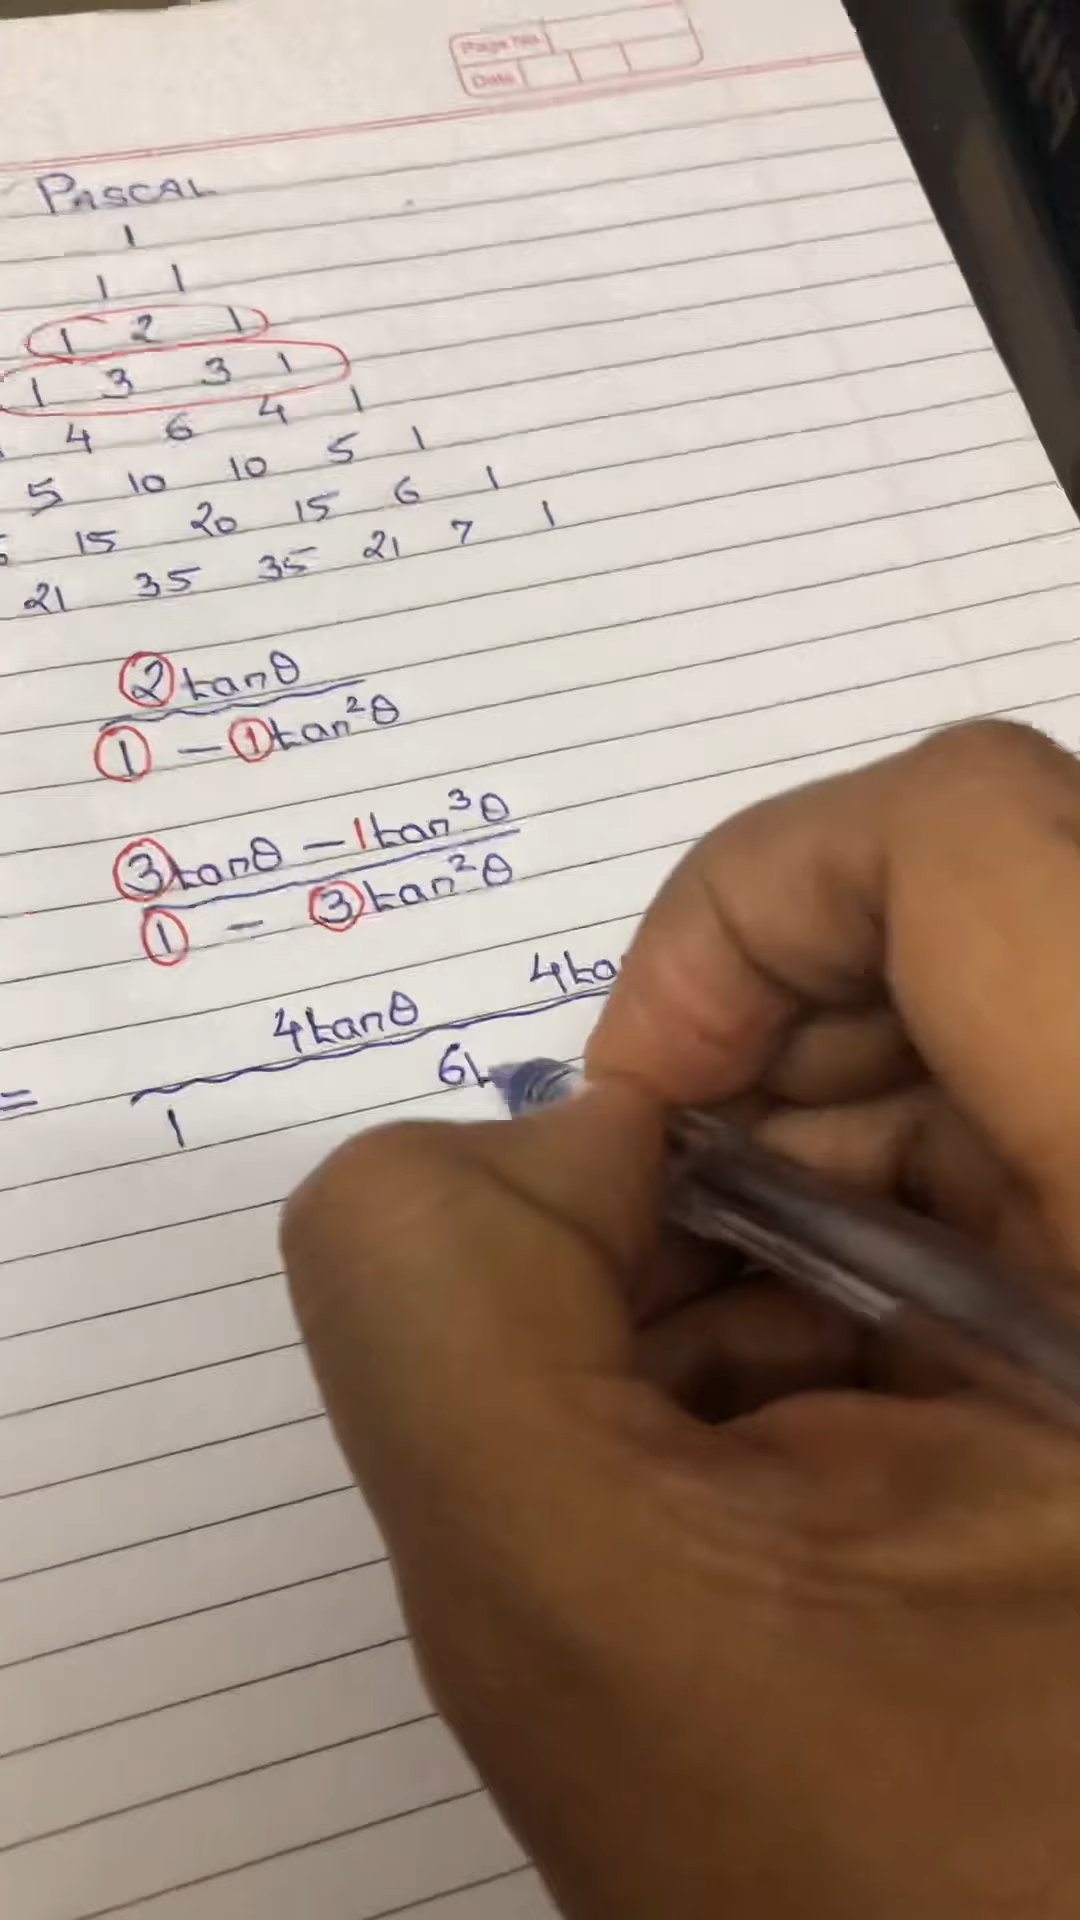 Page No.
Date
PASCAL
1
1 1
1 2 1
1 3 3 1
4 6 4 1
5 10 10 5 1
15 20 15 6 1
21 35 35 21 7 1
2tanθ
1 - 1tan²θ
3tanθ - 1tan³θ
1 - 3tan²θ
4tanθ 4ta
=
1 6t